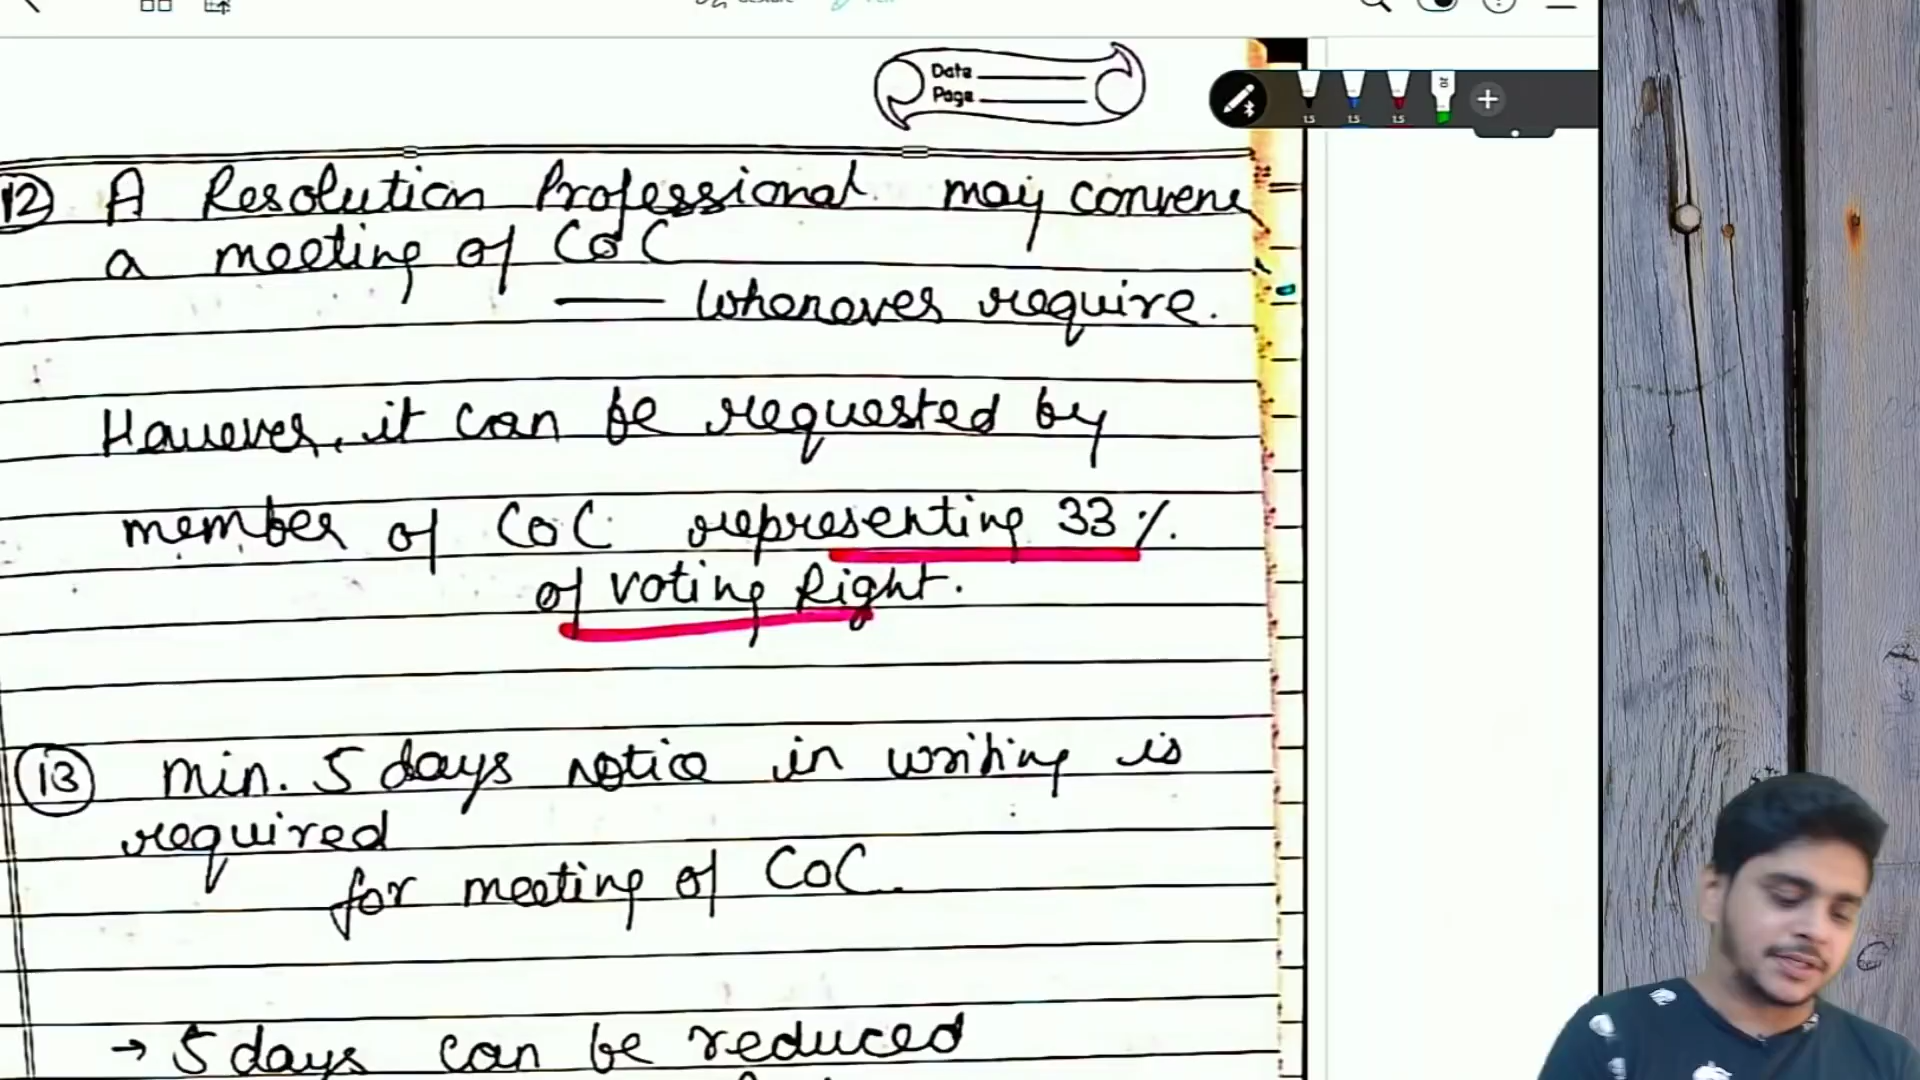 Date
Page
12 A Resolution Professional may convene
a meeting of CoC
— whenever require.
However, it can be requested by
member of CoC representing 33%
of voting Right.
13 min. 5 days notice in writing is
required
for meeting of CoC.
→ 5 days can be reduced